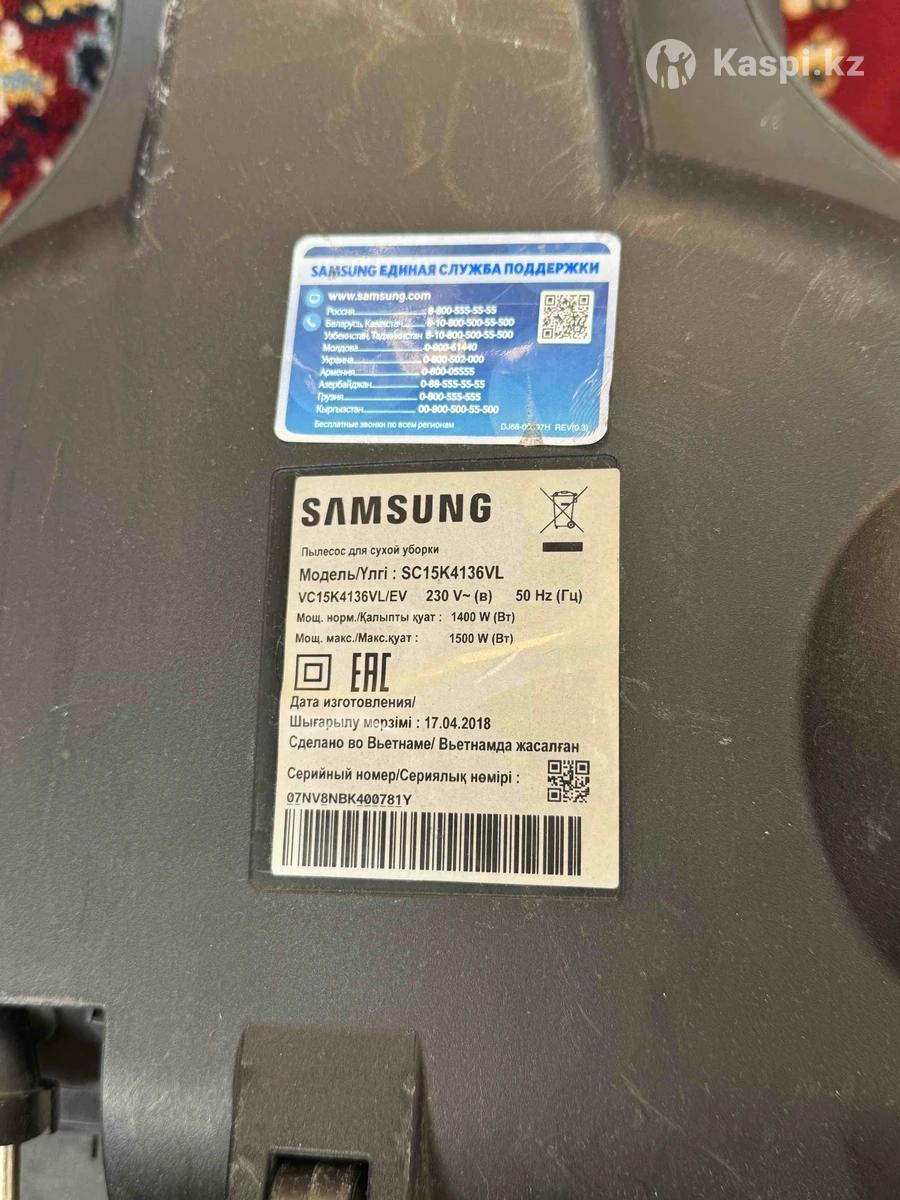 Kaspi.kz
SAMSUNG ЕДИНАЯ СЛУЖБА ПОДДЕРЖКИ
www.samsung.com
Россия 8-800-555-55-55
Беларусь, Казахстан 8-10-800-500-55-500
Узбекистан, Таджикистан 8-10-800-500-55-500
Молдова 0-800-61440
Украина 0-800-502-000
Армения 0-800-05555
Азербайджан 0-88-555-55-55
Грузия 0-800-555-555
Кыргызстан 00-800-500-55-500
Бесплатные звонки по всем регионам
REV(0.3)
SAMSUNG
Пылесос для сухой уборки
Модель/Үлгі : SC15K4136VL
VC15K4136VL/EV 230 V~ (в) 50 Hz (Гц)
Мощ. норм./Қалыпты қуат : 1400 W (Вт)
Мощ. макс./Макс.қуат : 1500 W (Вт)
EAC
Дата изготовления/
Шығарылу мерзімі : 17.04.2018
Сделано во Вьетнаме/ Вьетнамда жасалған
Серийный номер/Сериялық нөмірі :
07NV8NBK400781Y